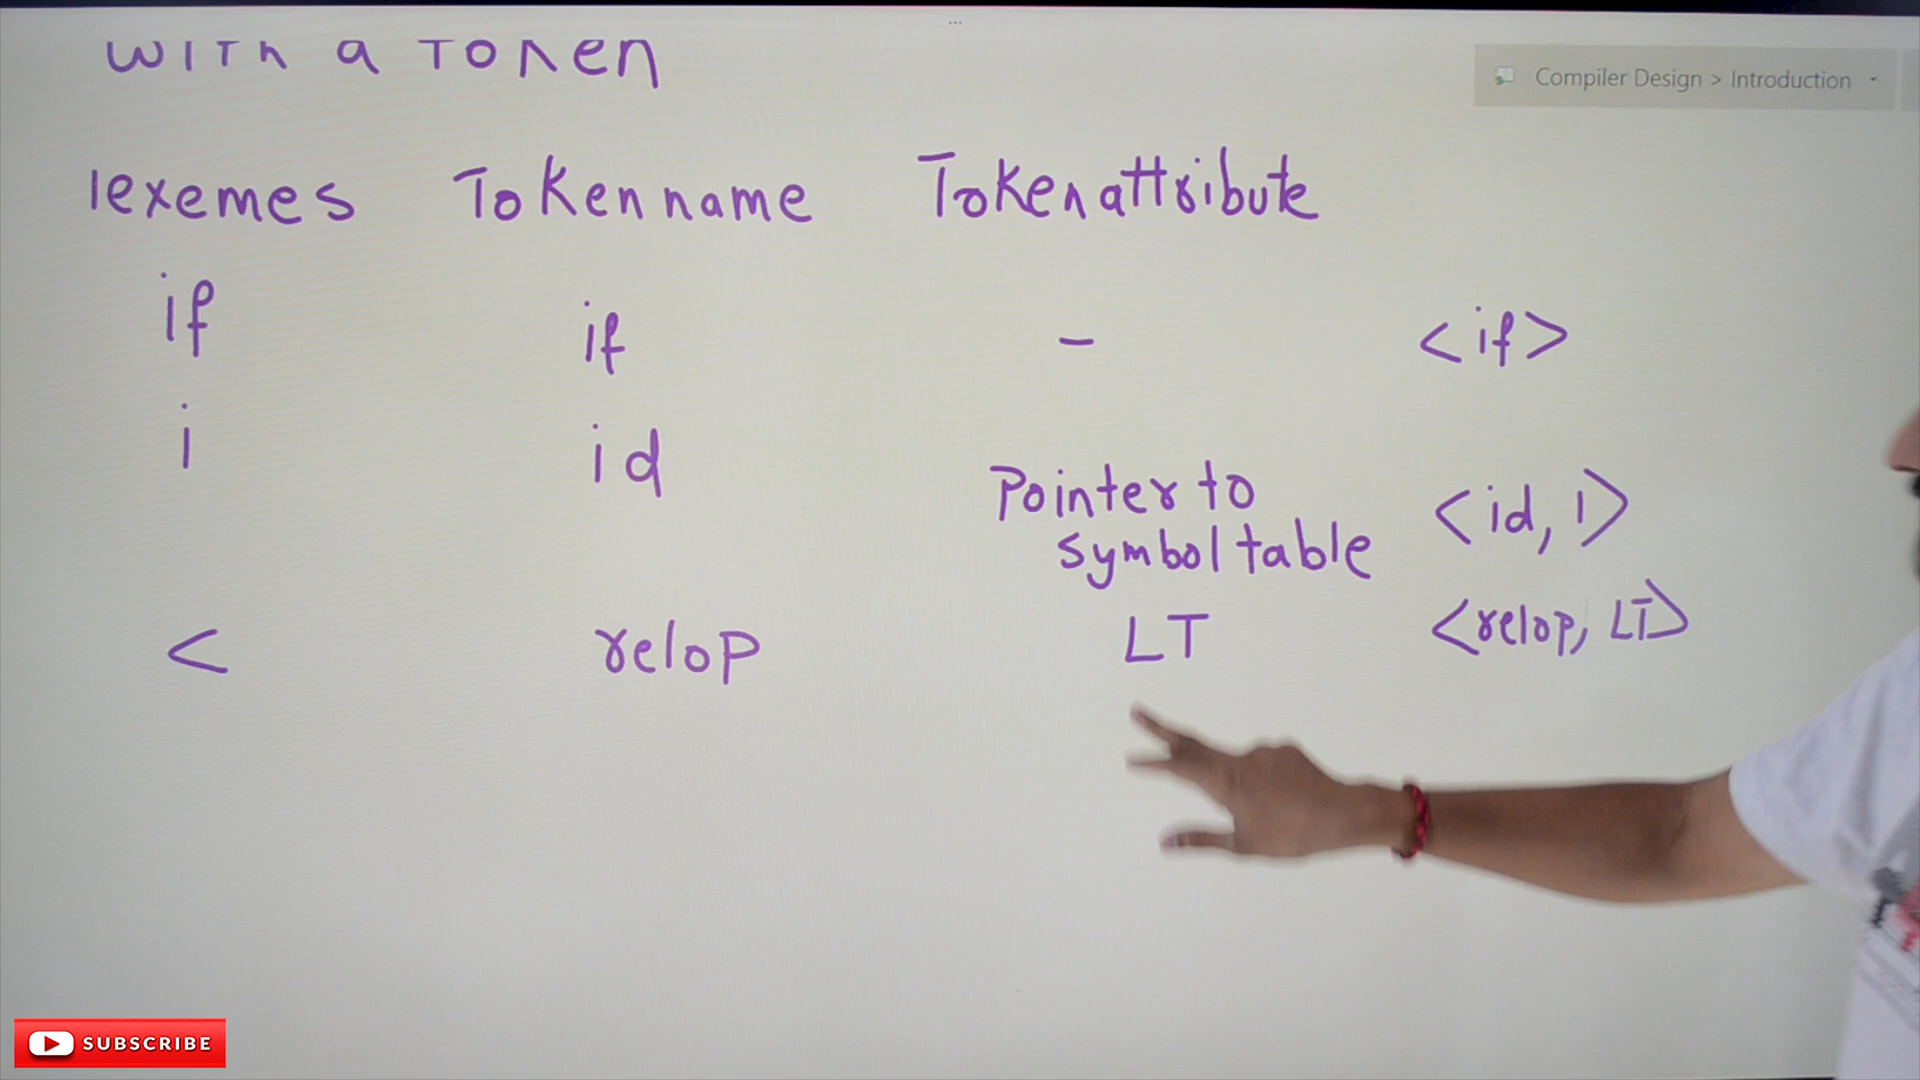 with a Token
Compiler Design > Introduction
lexemes Token name Token attribute
if if - <if>
i id
Pointer to
symbol table <id, 1>
< relop LT <relop, LT>
SUBSCRIBE